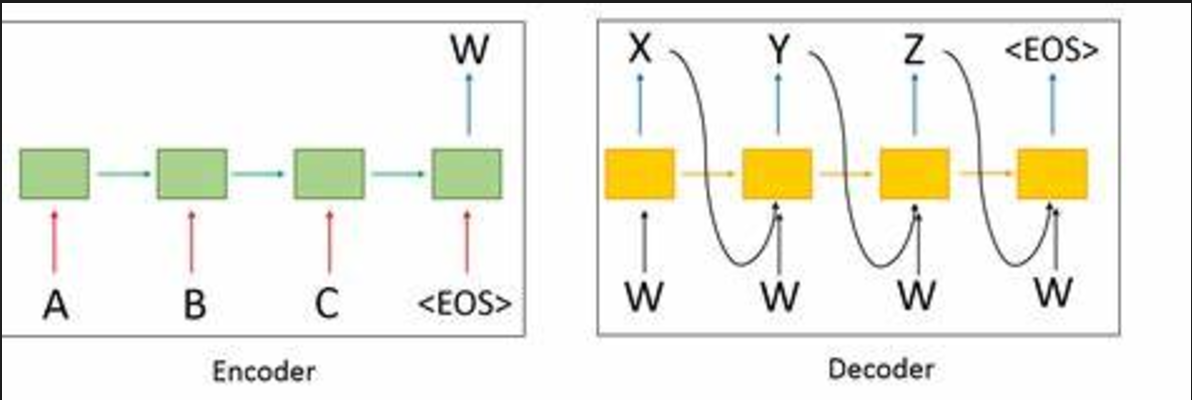 W
A B C <EOS>
Encoder
X Y Z <EOS>
W W W W
Decoder